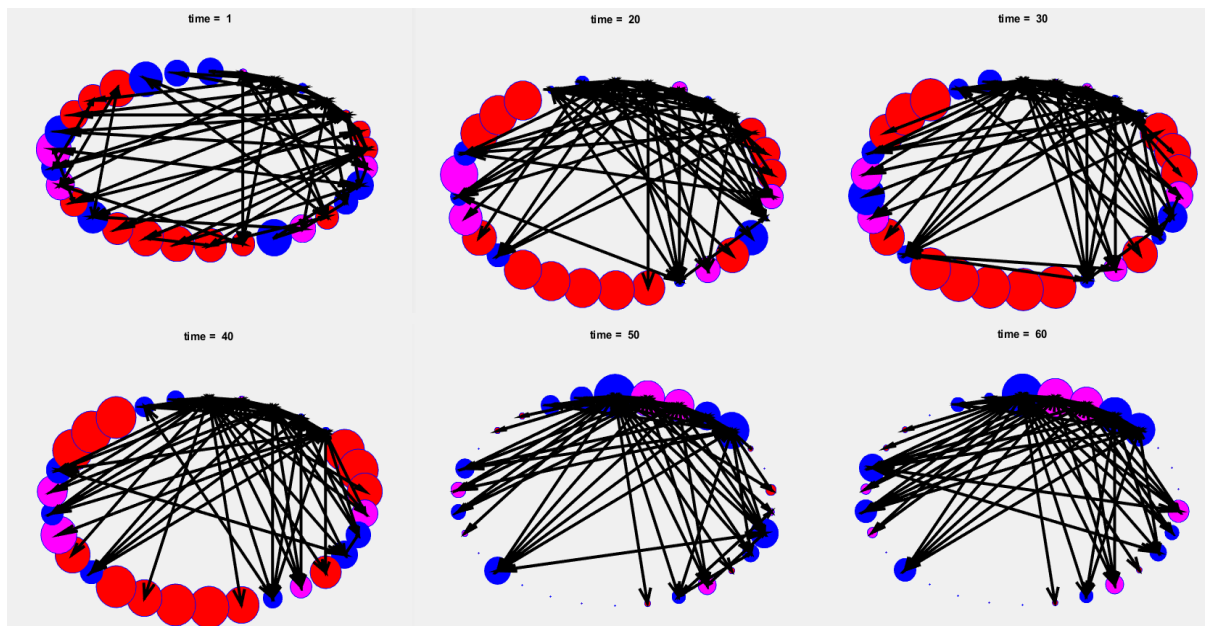 time = 1
time = 20
time = 30
time = 40
time = 50
time = 60